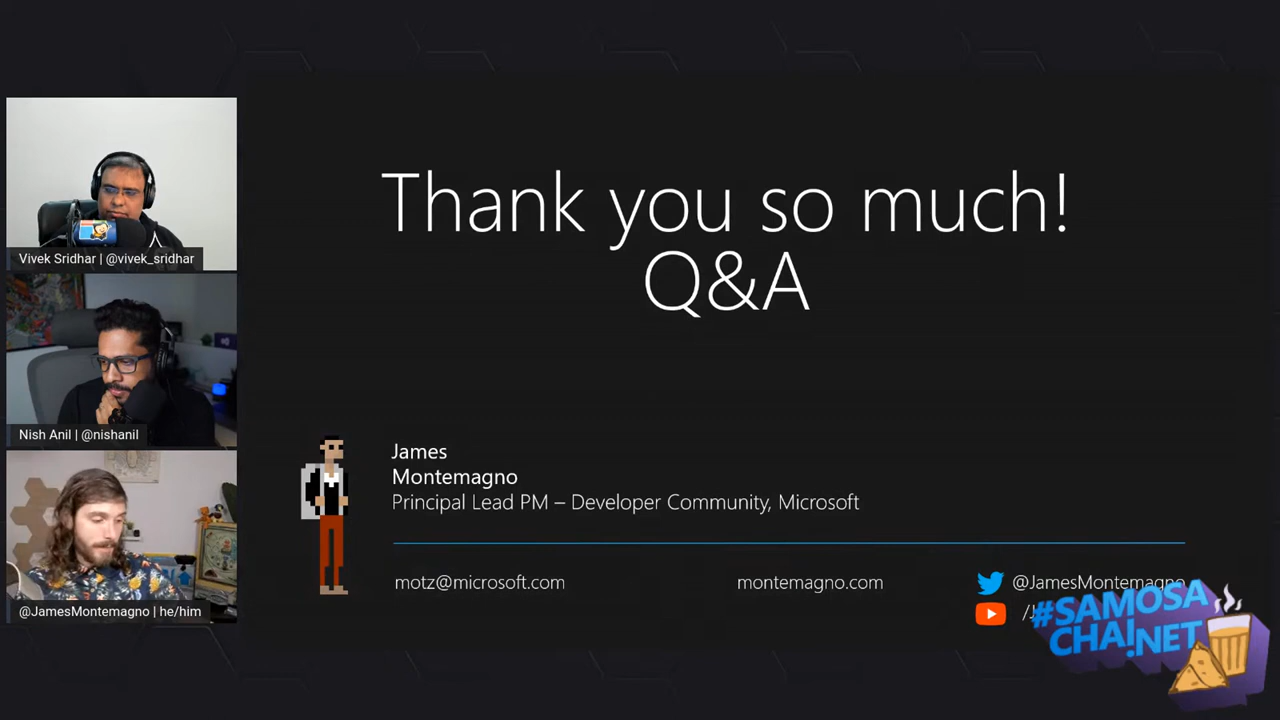 Thank you so much!
Q&A
Vivek Sridhar | @vivek_sridhar
Nish Anil | @nishanil
@JamesMontemagno | he/him
James
Montemagno
Principal Lead PM – Developer Community, Microsoft
motz@microsoft.com
montemagno.com
@JamesMontemagno
#SAMOSA
CHAI.NET